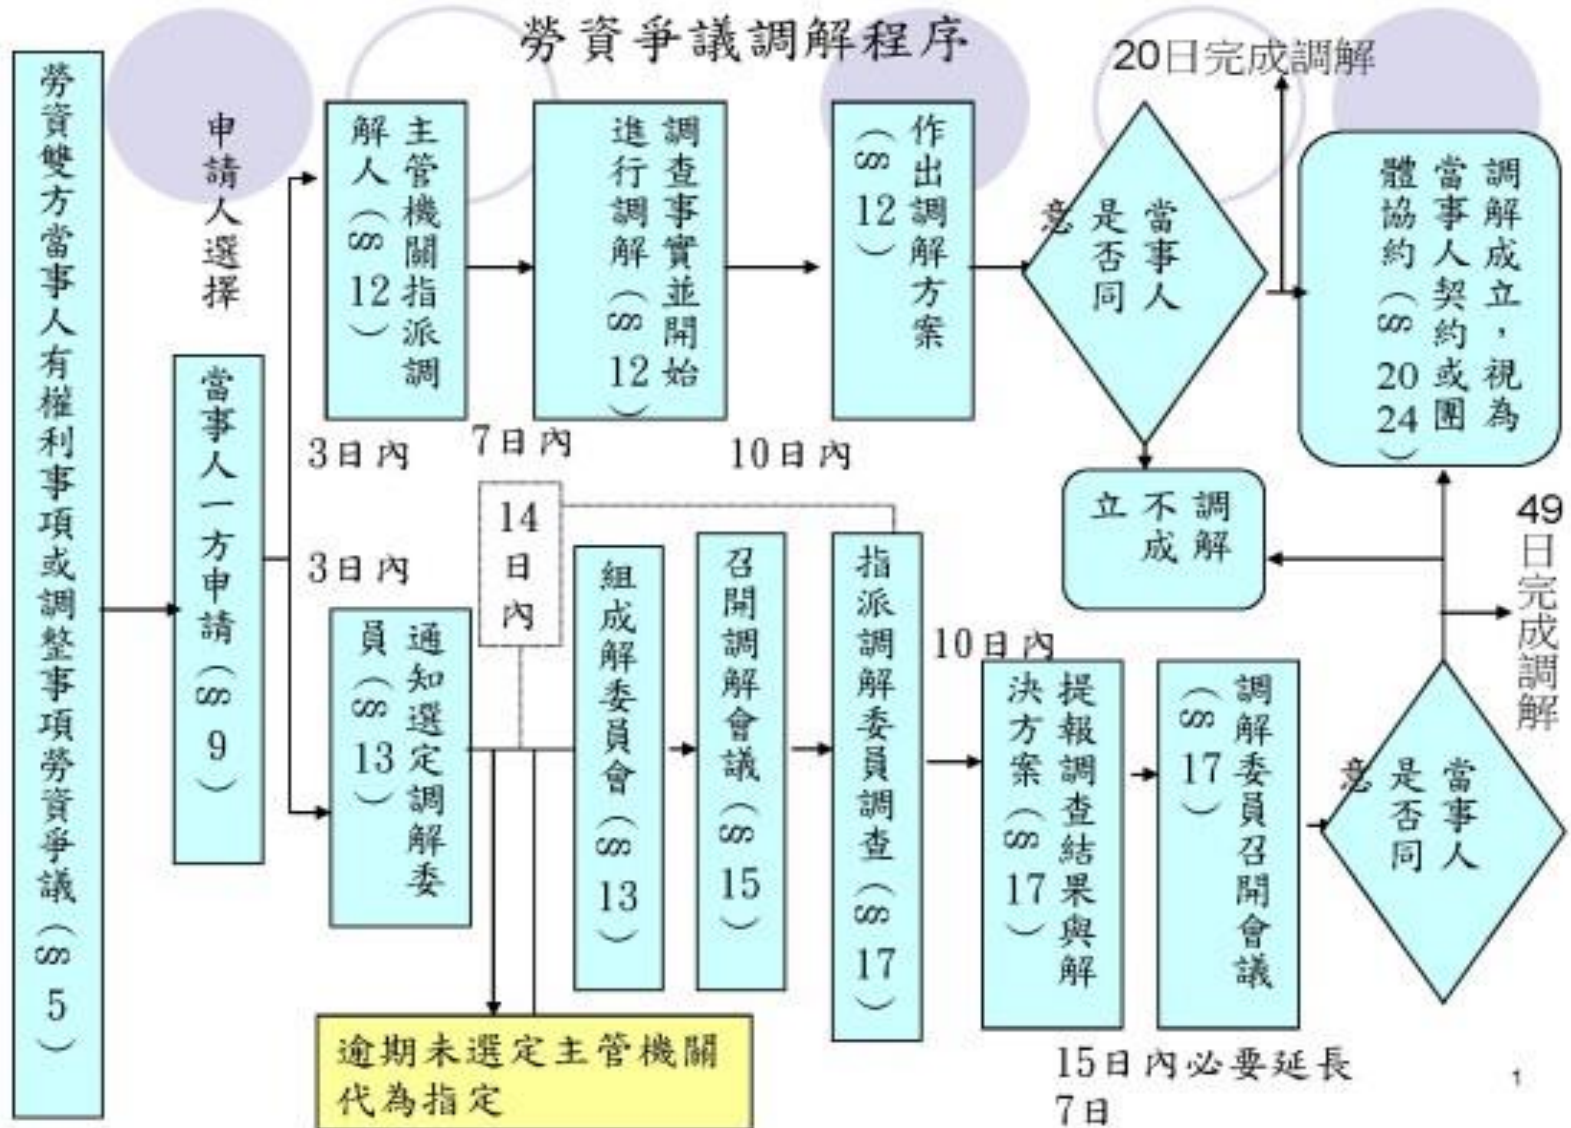 勞資爭議調解程序
20日完成調解
勞資雙方當事人有權利事項或調整事項勞資爭議(§5)
申請人選擇
當事人一方申請(§9)
主管機關指派調
解人(§12)
3日內
調查事實並開始
進行調解(§12)
7日內
作出調解方案
(§12)
10日內
當事人
是否同
意
調解成立，視為
當事人契約或團
體協約(§20
24)
調解
不成
立
3日內
通知選定調解委
員(§13)
14
日
內
組成解委員會(§13)
召開調解會議(§15)
指派調解委員調查(§17)
10日內
提報調查結果與解
決方案(§17)
調解委員召開會議
(§17)
15日內必要延長
7日
當事人
是否同
意
49
日完成調解
逾期未選定主管機關
代為指定
1